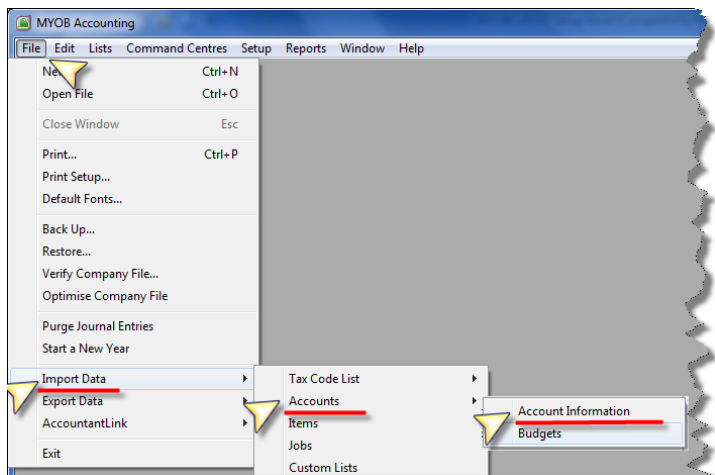 MYOB Accounting
File Edit Lists Command Centres Setup Reports Window Help
Ctrl+N
Open File Ctrl+O
Close Window Esc
Print... Ctrl+P
Print Setup...
Default Fonts...
Back Up...
Restore...
Verify Company File...
Optimise Company File
Purge Journal Entries
Start a New Year
Import Data
Export Data
AccountantLink
Exit
Tax Code List
Accounts
Items
Jobs
Custom Lists
Account Information
Budgets